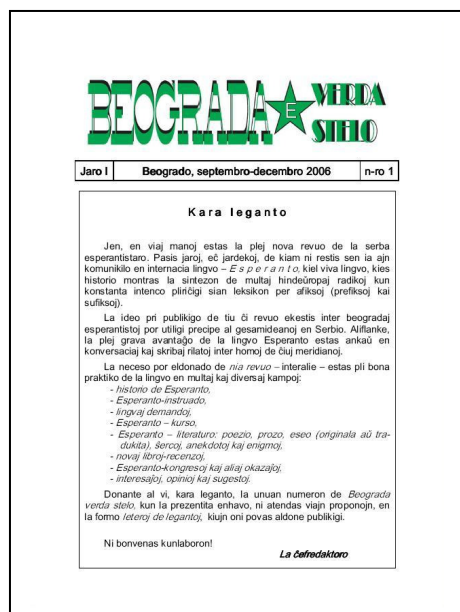 BEOGRADA E VERDA
STELO
Jaro I Beogrado, septembro-decembro 2006 n-ro 1
Kara leganto
Jen, en viaj manoj estas la plej nova revuo de la serba
esperantistaro. Pasis jaroj, eĉ jardekoj, de kiam ni restis sen ia ajn
komunikilo en internacia lingvo – Esperanto, kiel viva lingvo, kies
historio montras la sintezon de multaj hindeŭropaj radikoj kun
konstanta intenco pliriĉigi sian leksikon per afiksoj (prefiksoj kai
sufiksoj).
La ideo pri publikigo de tiu ĉi revuo ekestis inter beogradaj
esperantistoj por utiligi precipe al gesamideanoj en Serbio. Aliflanke,
la plej grava avantaĝo de la lingvo Esperanto estas ankaŭ en
konversaciaj kaj skribaj rilatoj inter homoj de ĉiuj meridianoj.
La neceso por eldonado de nia revuo – interalie – estas pli bona
praktiko de la lingvo en multaj kaj diversaj kampoj:
- historio de Esperanto,
- Esperanto-instruado,
- lingvaj demandoj,
- Esperanto – kurso,
- Esperanto – literaturo: poezio, prozo, eseo (originala aŭ tra-
dukita), ŝercoj, anekdotoj kaj enigmoj,
- novaj libroj-recenzoj,
- Esperanto-kongresoj kaj aliaj okazaĵoj,
- interesaĵoj, opinioj kaj sugestoj.
Donante al vi, kara leganto, la unuan numeron de Beograda
verda stelo, kun la prezentita enhavo, ni atendas viajn proponojn, en
la formo leteroj de legantoj, kiujn oni povas aldone publikigi.
Ni bonvenas kunlaboron!
La ĉefredaktoro